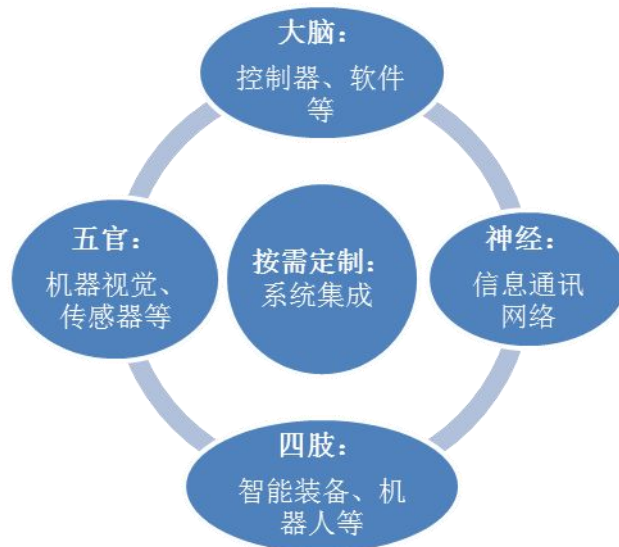 大脑：
控制器、软件
等
五官：
机器视觉、
传感器等
按需定制：
系统集成
神经：
信息通讯
网络
四肢：
智能装备、机
器人等